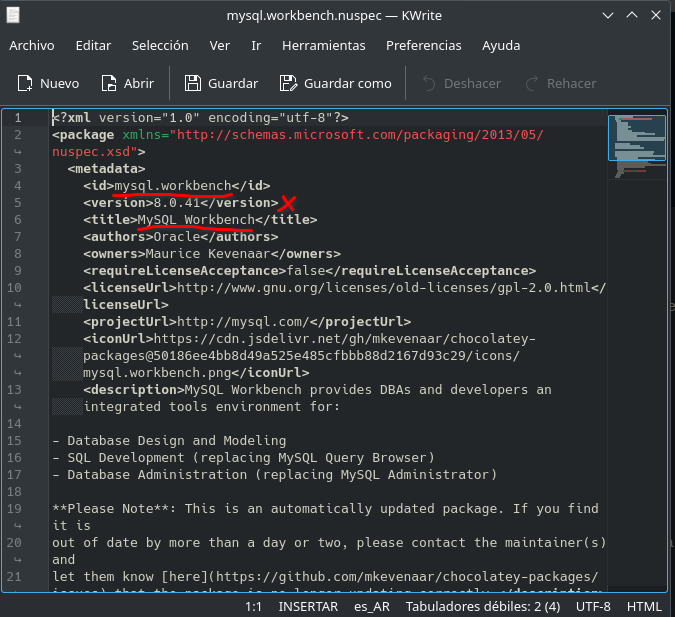 mysql.workbench.nuspec — KWrite
Archivo Editar Selección Ver Ir Herramientas Preferencias Ayuda
Nuevo Abrir Guardar Guardar como Deshacer Rehacer
1 <?xml version="1.0" encoding="utf-8"?>
2 <package xmlns="http://schemas.microsoft.com/packaging/2013/05/
nuspec.xsd">
3 <metadata>
4 <id>mysql.workbench</id>
5 <version>8.0.41</version>
6 <title>MySQL Workbench</title>
7 <authors>Oracle</authors>
8 <owners>Maurice Kevenaar</owners>
9 <requireLicenseAcceptance>false</requireLicenseAcceptance>
10 <licenseUrl>http://www.gnu.org/licenses/old-licenses/gpl-2.0.html</
licenseUrl>
11 <projectUrl>http://mysql.com/</projectUrl>
12 <iconUrl>https://cdn.jsdelivr.net/gh/mkevenaar/chocolatey-
packages@50186ee4bb8d49a525e485cfbbb88d2167d93c29/icons/
mysql.workbench.png</iconUrl>
13 <description>MySQL Workbench provides DBAs and developers an
integrated tools environment for:
14
15 - Database Design and Modeling
16 - SQL Development (replacing MySQL Query Browser)
17 - Database Administration (replacing MySQL Administrator)
18
19 **Please Note**: This is an automatically updated package. If you find
it is
20 out of date by more than a day or two, please contact the maintainer(s)
and
21 let them know [here](https://github.com/mkevenaar/chocolatey-packages/
issues) that the package is no longer updating correctly.</description>
1:1 INSERTAR es_AR Tabuladores débiles: 2 (4) UTF-8 HTML